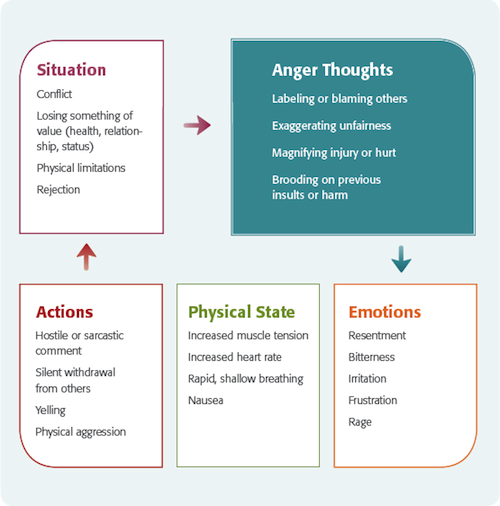 Situation
Conflict
Losing something of
value (health, relation-
ship, status)
Physical limitations
Rejection
Anger Thoughts
Labeling or blaming others
Exaggerating unfairness
Magnifying injury or hurt
Brooding on previous
insults or harm
Actions
Hostile or sarcastic
comment
Silent withdrawal
from others
Yelling
Physical aggression
Physical State
Increased muscle tension
Increased heart rate
Rapid, shallow breathing
Nausea
Emotions
Resentment
Bitterness
Irritation
Frustration
Rage